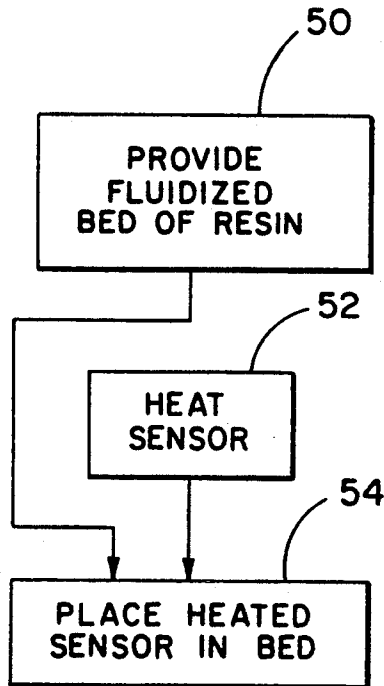 50
PROVIDE
FLUIDIZED
BED OF RESIN
52
HEAT
SENSOR
54
PLACE HEATED
SENSOR IN BED